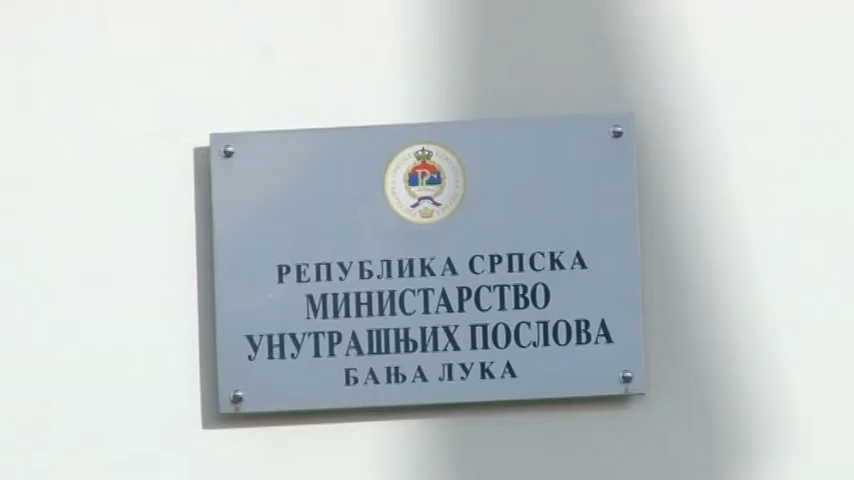 РЕПУБЛИКА СРПСКА
МИНИСТАРСТВО
УНУТРАШЊИХ ПОСЛОВА
БАЊА ЛУКА